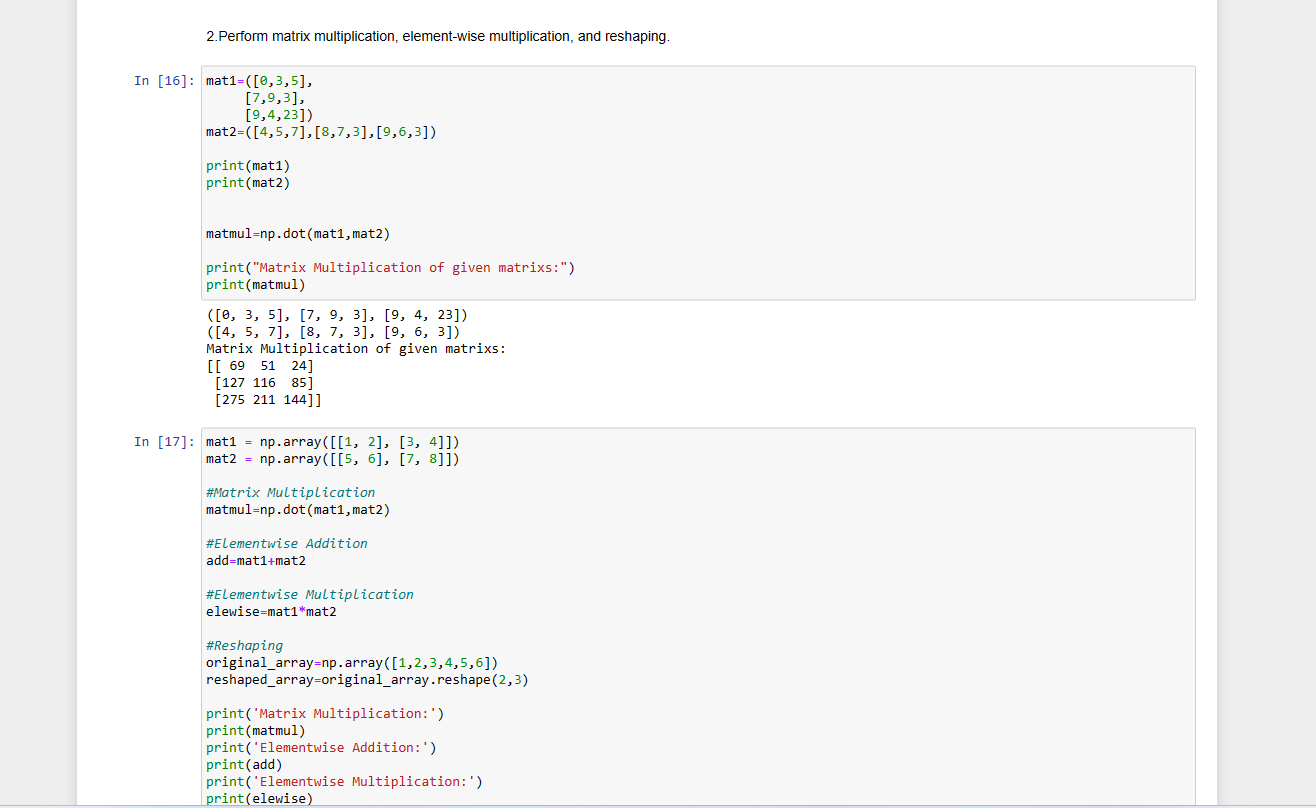 2.Perform matrix multiplication, element-wise multiplication, and reshaping.
In [16]: mat1=([0,3,5],
[7,9,3],
[9,4,23])
mat2=([4,5,7],[8,7,3],[9,6,3])
print(mat1)
print(mat2)
matmul=np.dot(mat1,mat2)
print("Matrix Multiplication of given matrixs:")
print(matmul)
([0, 3, 5], [7, 9, 3], [9, 4, 23])
([4, 5, 7], [8, 7, 3], [9, 6, 3])
Matrix Multiplication of given matrixs:
[[ 69  51  24]
[127 116  85]
[275 211 144]]
In [17]: mat1 = np.array([[1, 2], [3, 4]])
mat2 = np.array([[5, 6], [7, 8]])
#Matrix Multiplication
matmul=np.dot(mat1,mat2)
#Elementwise Addition
add=mat1+mat2
#Elementwise Multiplication
elewise=mat1*mat2
#Reshaping
original_array=np.array([1,2,3,4,5,6])
reshaped_array=original_array.reshape(2,3)
print('Matrix Multiplication:')
print(matmul)
print('Elementwise Addition:')
print(add)
print('Elementwise Multiplication:')
print(elewise)